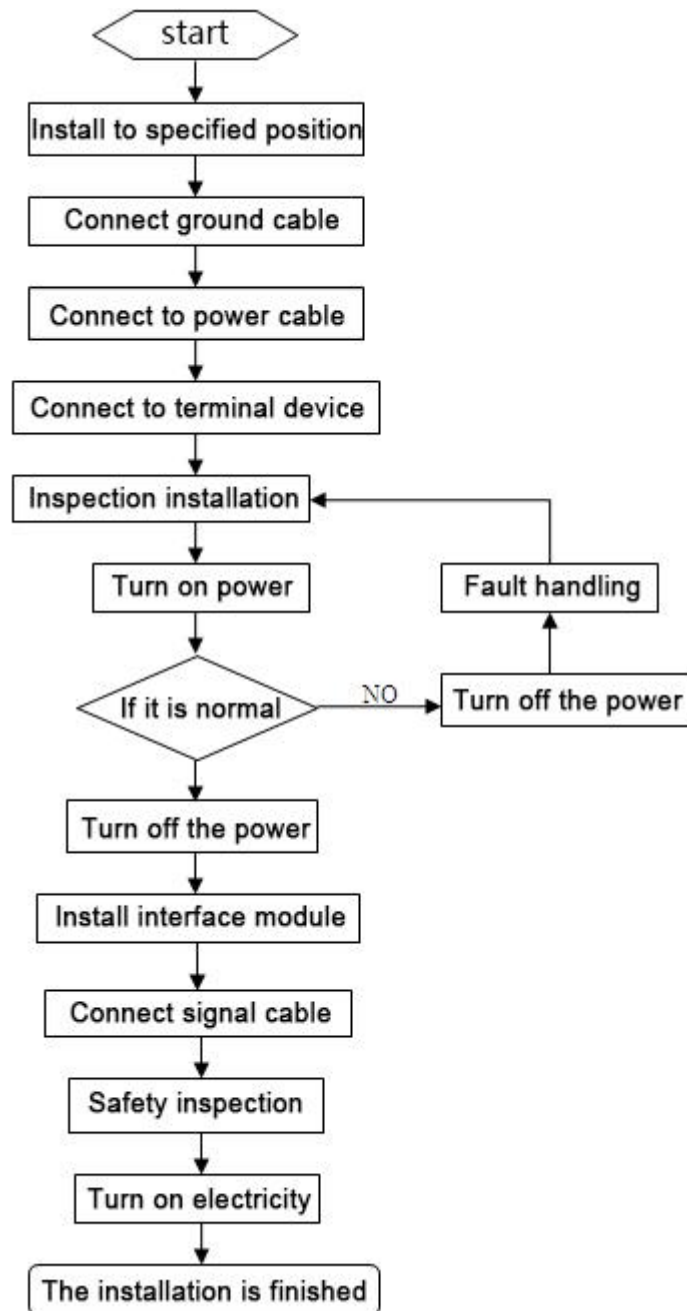 start
Install to specified position
Connect ground cable
Connect to power cable
Connect to terminal device
Inspection installation
Turn on power
Fault handling
If it is normal
NO
Turn off the power
Turn off the power
Install interface module
Connect signal cable
Safety inspection
Turn on electricity
The installation is finished